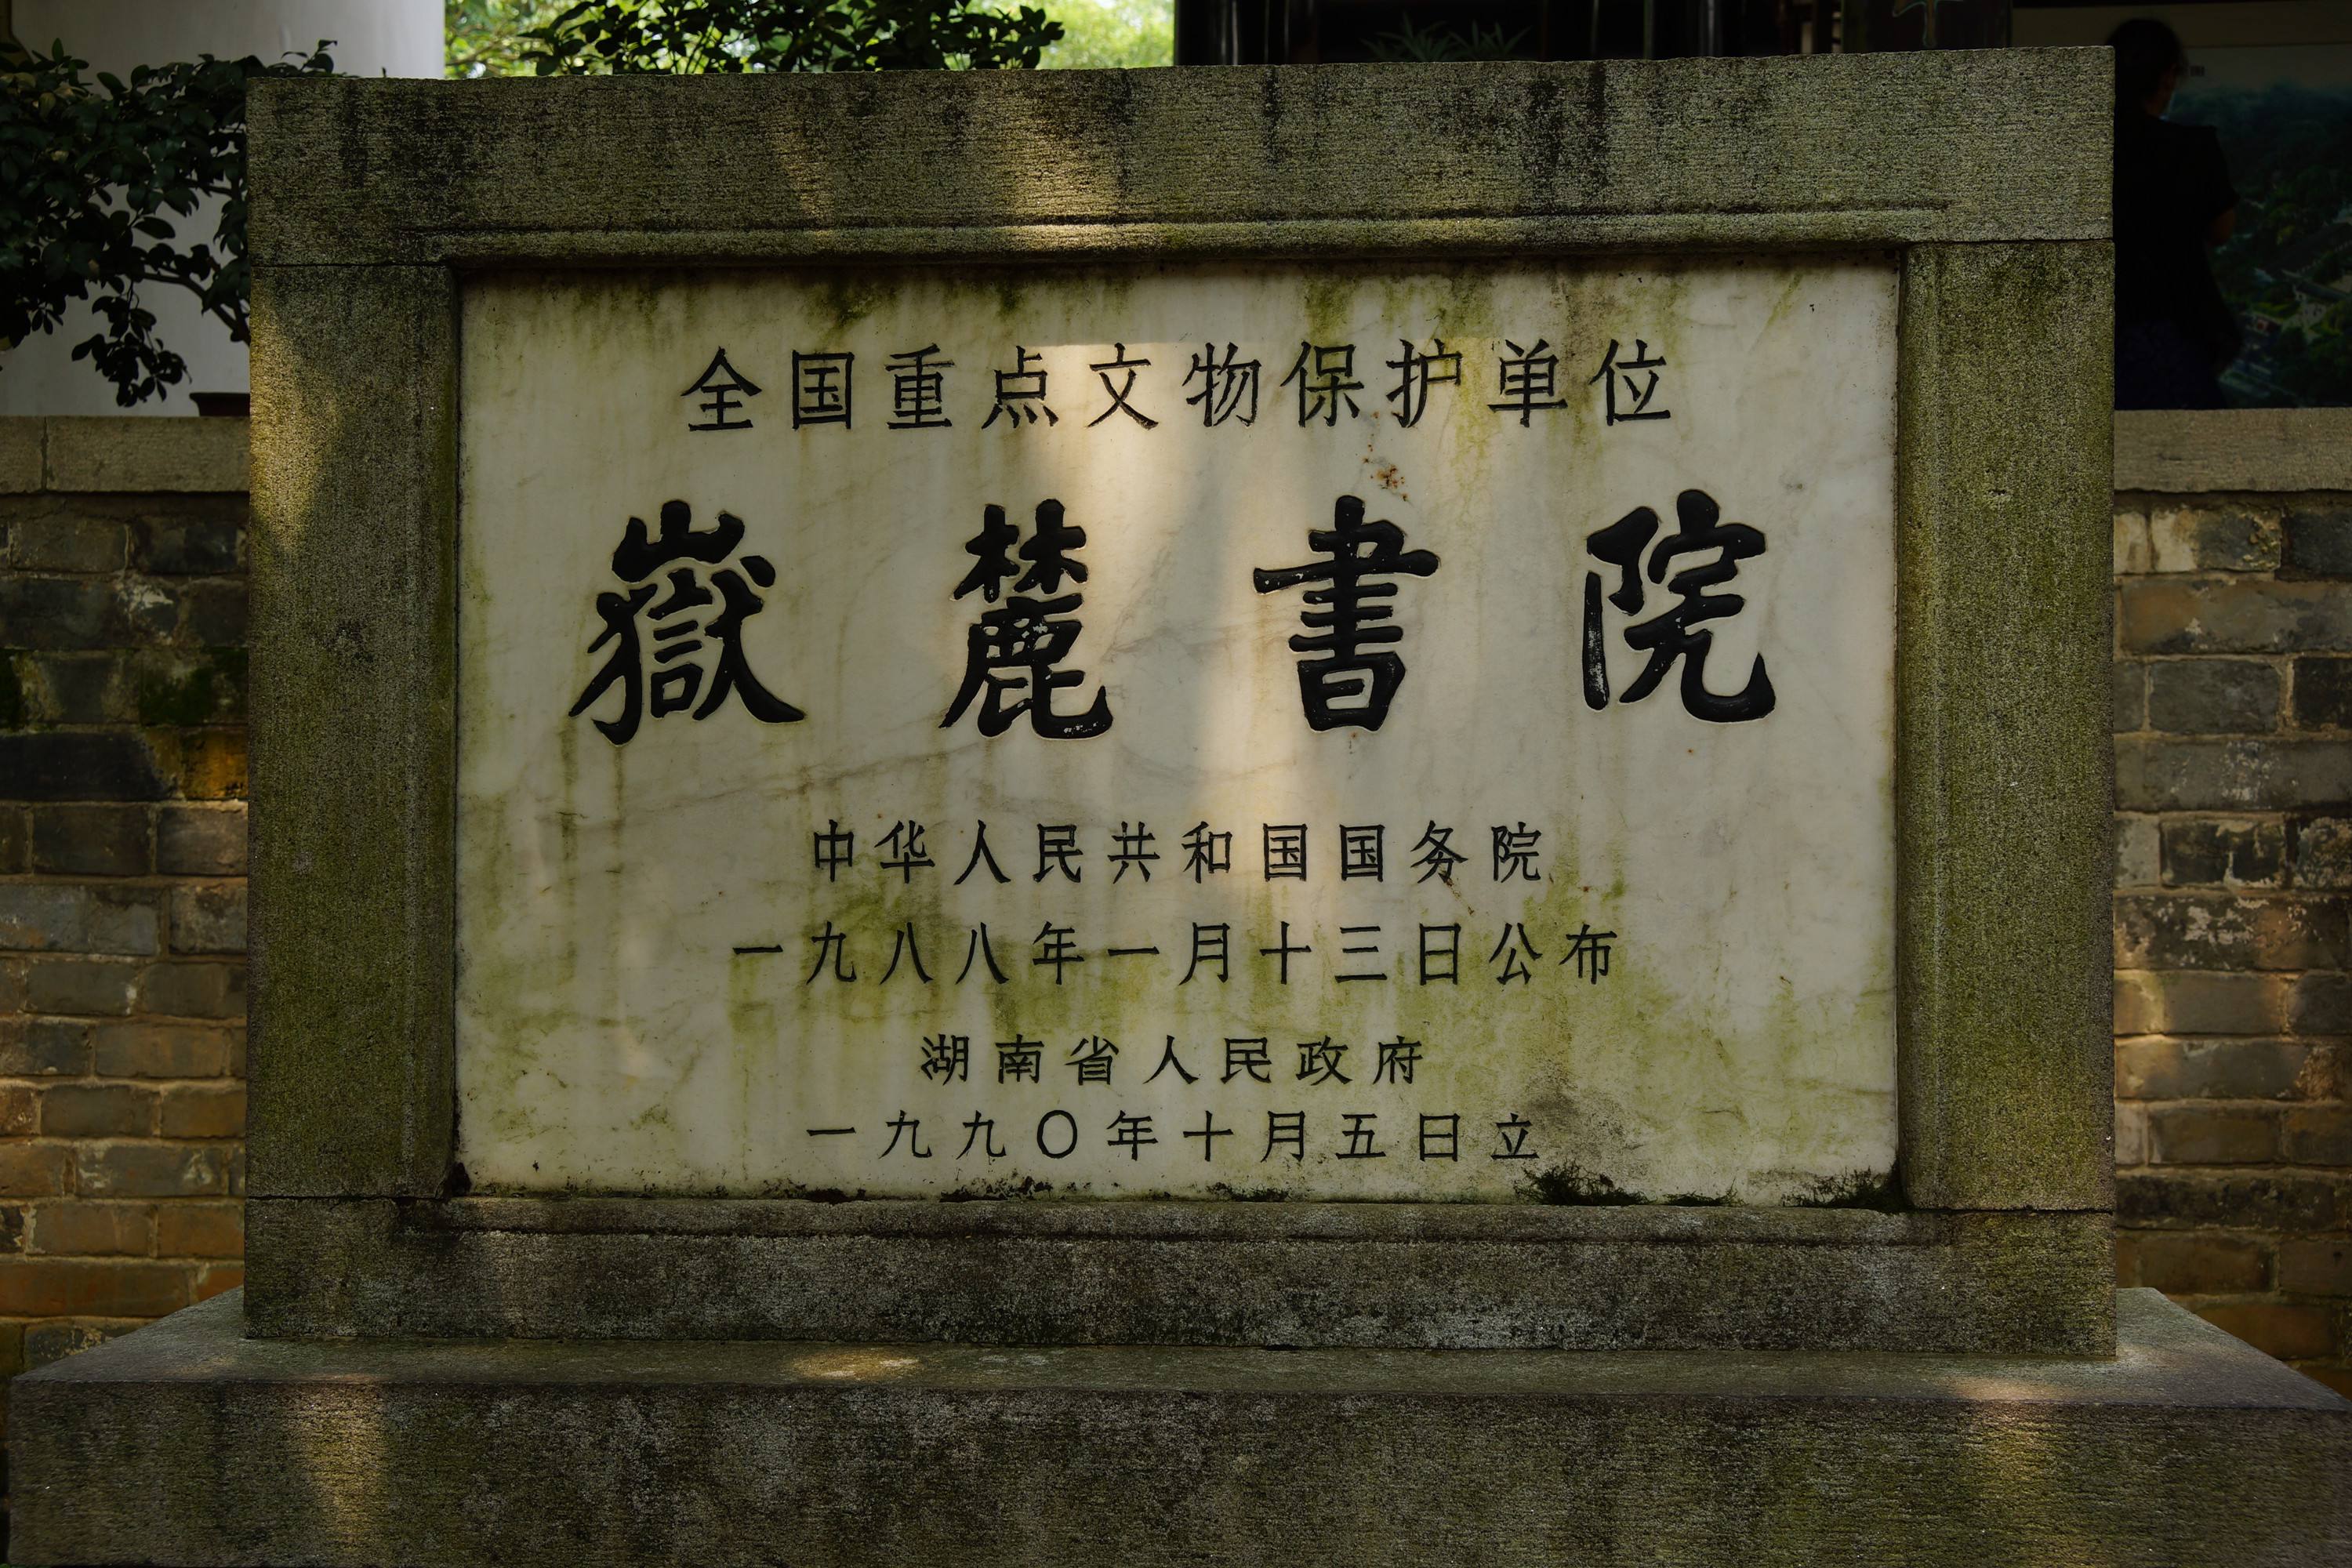 全国重点文物保护单位
嶽麓書院
中华人民共和国国务院
一九八八年一月十三日公布
湖南省人民政府
一九九〇年十月五日立